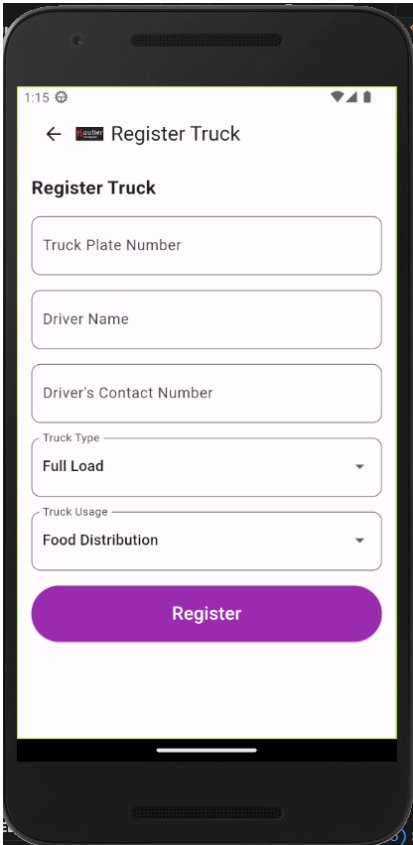 1:15
Register Truck
Register Truck
Truck Plate Number
Driver Name
Driver's Contact Number
Truck Type
Full Load
Truck Usage
Food Distribution
Register